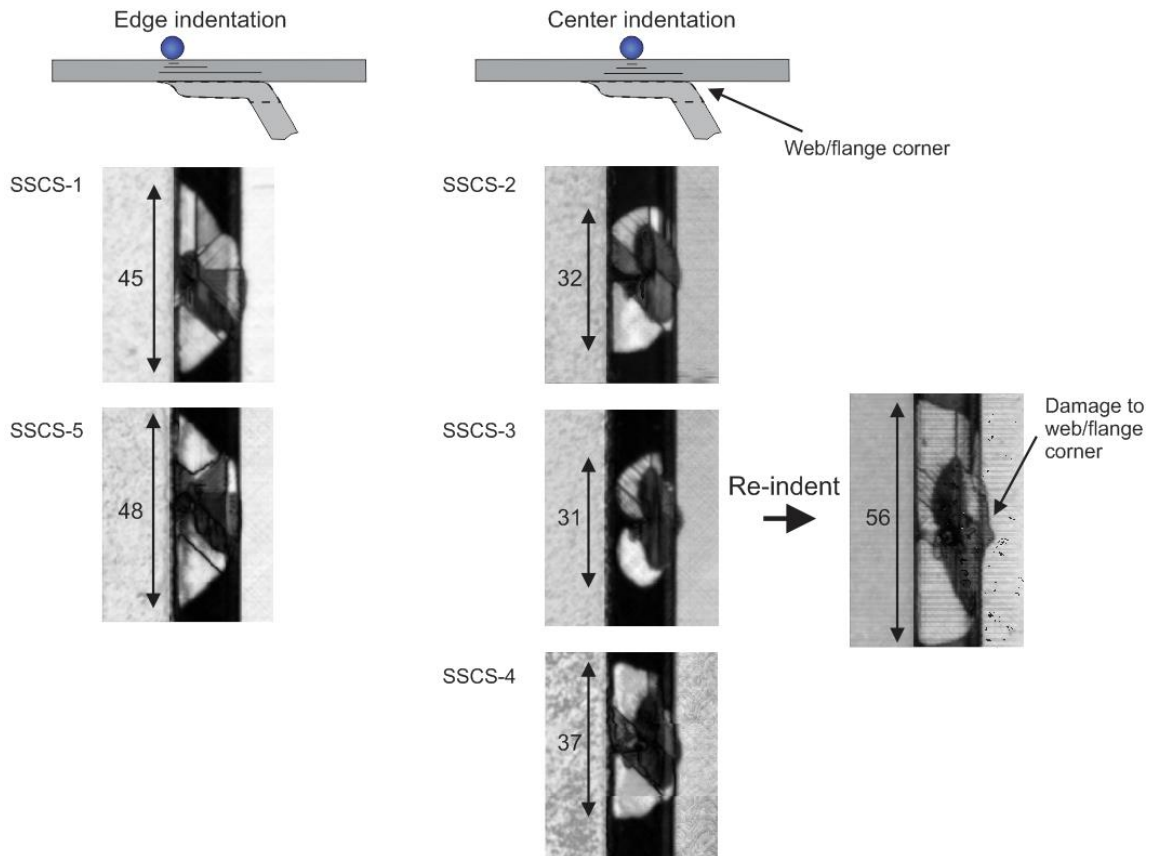 Edge indentation
Center indentation
Web/flange corner
SSCS-1
45
SSCS-2
32
SSCS-5
48
SSCS-3
31
Re-indent
56
Damage to
web/flange
corner
SSCS-4
37